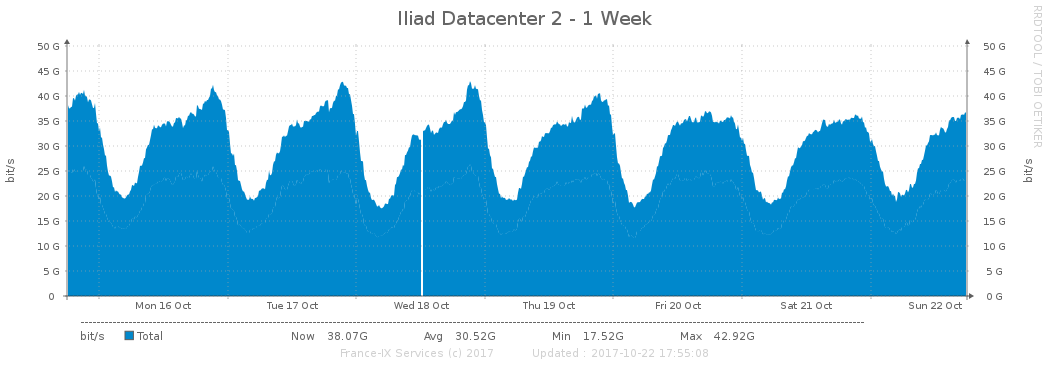 Iliad Datacenter 2 - 1 Week
RRDTOOL / TOBI OETIKER
50 G 50 G
45 G 45 G
40 G 40 G
35 G 35 G
30 G 30 G
25 G 25 G
20 G 20 G
15 G 15 G
10 G 10 G
5 G 5 G
0 0 G
bit/s bit/s
Mon 16 Oct Tue 17 Oct Wed 18 Oct Thu 19 Oct Fri 20 Oct Sat 21 Oct Sun 22 Oct
bit/s Total Now 38.07G Avg 30.52G Min 17.52G Max 42.92G
France-IX Services (c) 2017 Updated : 2017-10-22 17:55:08